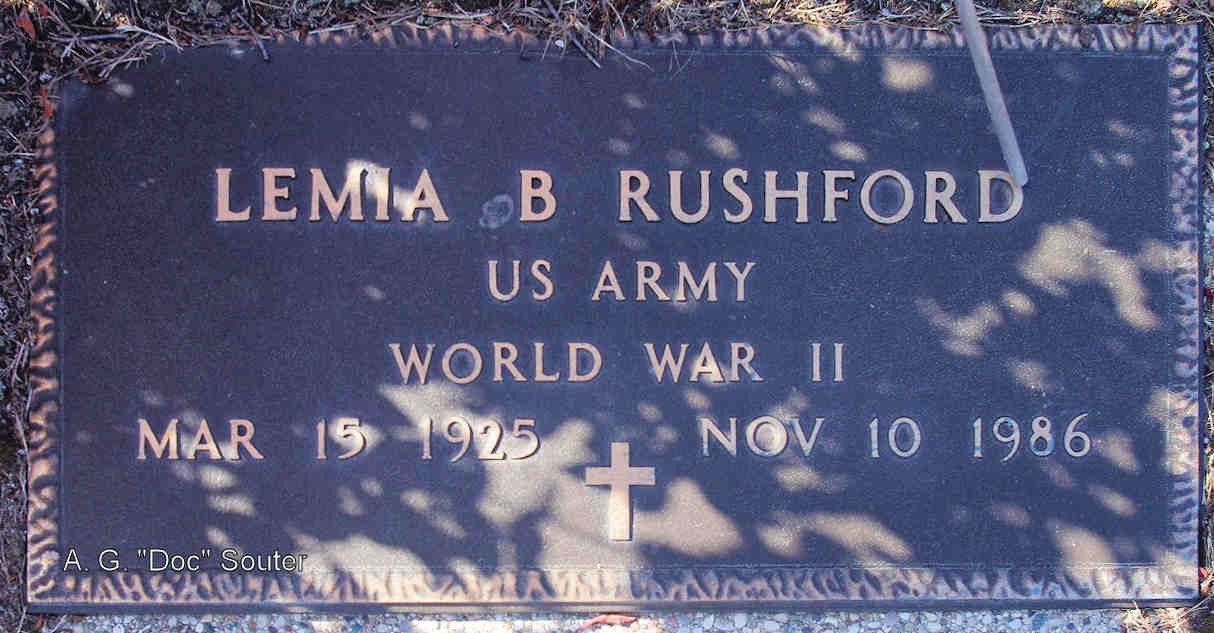 LEMIA B RUSHFORD
US ARMY
WORLD WAR II
MAR 15 1925 NOV 10 1986
A. G. "Doc" Souter